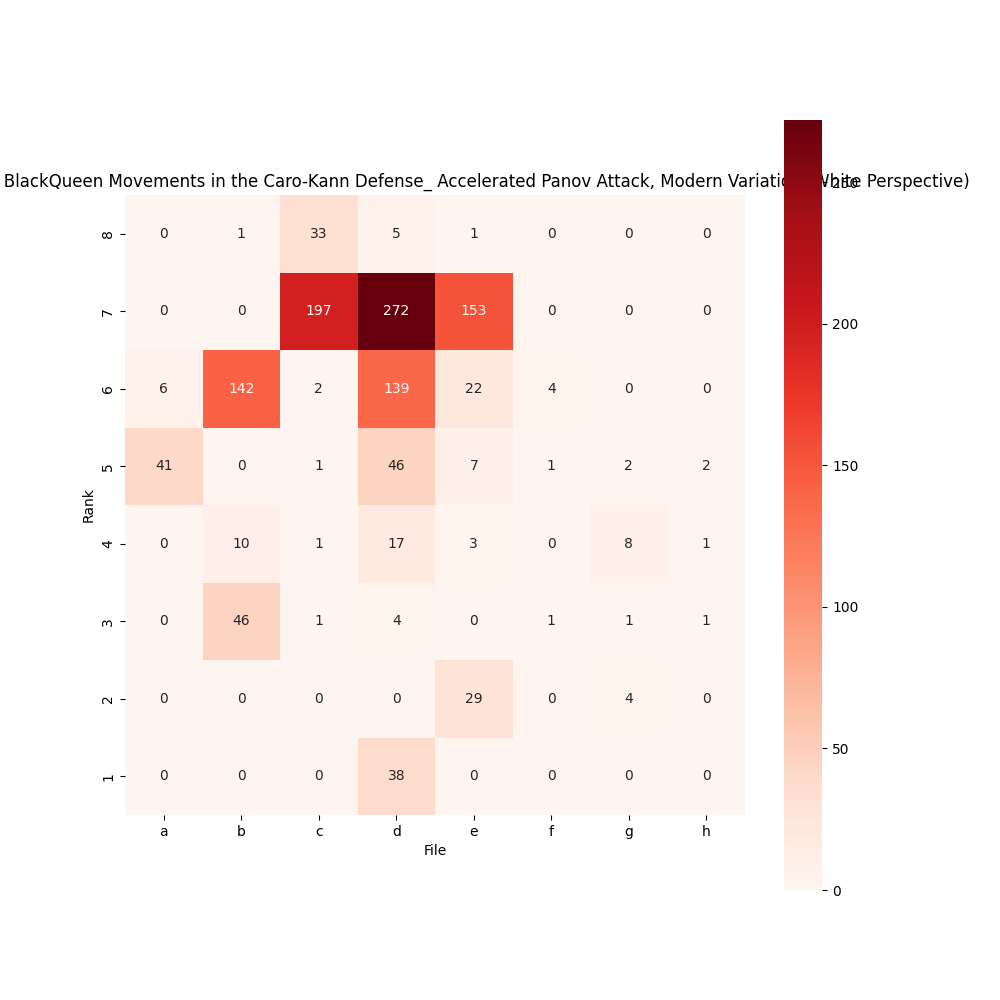 BlackQueen Movements in the Caro-Kann Defense_ Accelerated Panov Attack, Modern Variation (White Perspective)
250
8 0 1 33 5 1 0 0 0
7 0 0 197 272 153 0 0 0
200
6 6 142 2 139 22 4 0 0
5 41 0 1 46 7 1 2 2
150
Rank
4 0 10 1 17 3 0 8 1
3 0 46 1 4 0 1 1 1
100
2 0 0 0 0 29 0 4 0
50
1 0 0 0 38 0 0 0 0
a b c d e f g h
File
0